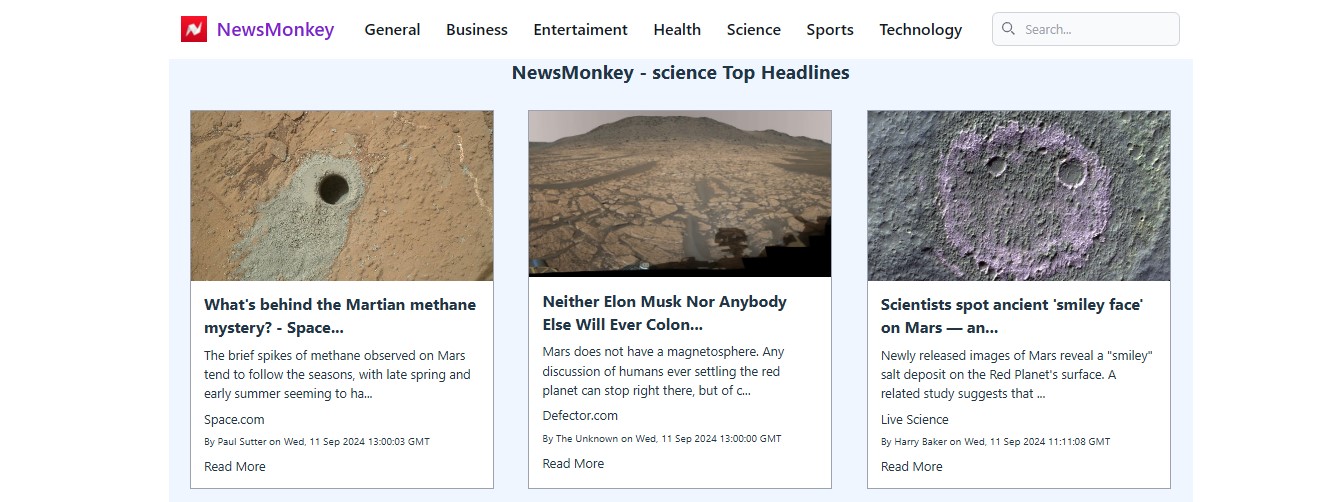 NewsMonkey General Business Entertaiment Health Science Sports Technology Search...
NewsMonkey - science Top Headlines
What's behind the Martian methane
mystery? - Space...
The brief spikes of methane observed on Mars
tend to follow the seasons, with late spring and
early summer seeming to ha...
Space.com
By Paul Sutter on Wed, 11 Sep 2024 13:00:03 GMT
Read More
Neither Elon Musk Nor Anybody
Else Will Ever Colon...
Mars does not have a magnetosphere. Any
discussion of humans ever settling the red
planet can stop right there, but of c...
Defector.com
By The Unknown on Wed, 11 Sep 2024 13:00:00 GMT
Read More
Scientists spot ancient 'smiley face'
on Mars — an...
Newly released images of Mars reveal a "smiley"
salt deposit on the Red Planet's surface. A
related study suggests that ...
Live Science
By Harry Baker on Wed, 11 Sep 2024 11:11:08 GMT
Read More